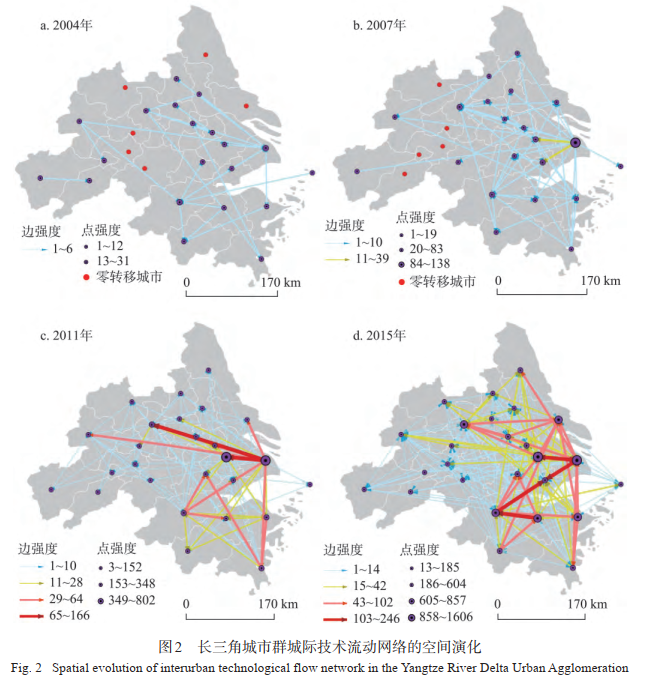 a. 2004年
边强度 点强度
1~6 1~12
13~31
零转移城市
0 170 km
b. 2007年
边强度 点强度
1~10 1~19
11~39 20~83
84~138
零转移城市
0 170 km
c. 2011年
边强度 点强度
1~10 3~152
11~28 153~348
29~64 349~802
65~166
0 170 km
d. 2015年
边强度 点强度
1~14 13~185
15~42 186~604
43~102 605~857
103~246 858~1606
0 170 km
图2 长三角城市群城际技术流动网络的空间演化
Fig. 2 Spatial evolution of interurban technological flow network in the Yangtze River Delta Urban Agglomeration